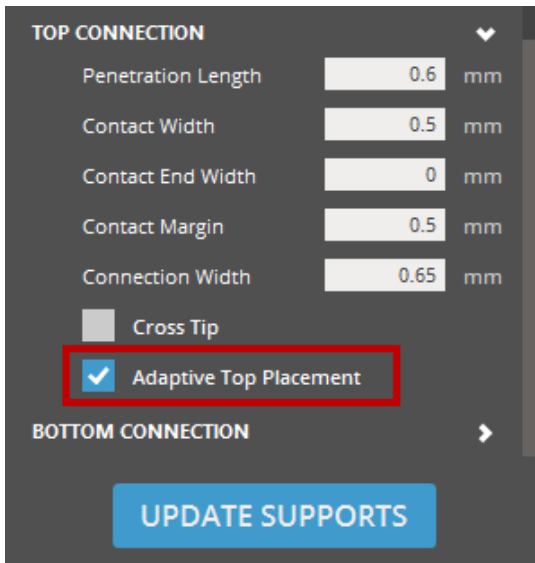 TOP CONNECTION
Penetration Length 0.6 mm
Contact Width 0.5 mm
Contact End Width 0 mm
Contact Margin 0.5 mm
Connection Width 0.65 mm
Cross Tip
Adaptive Top Placement
BOTTOM CONNECTION
UPDATE SUPPORTS